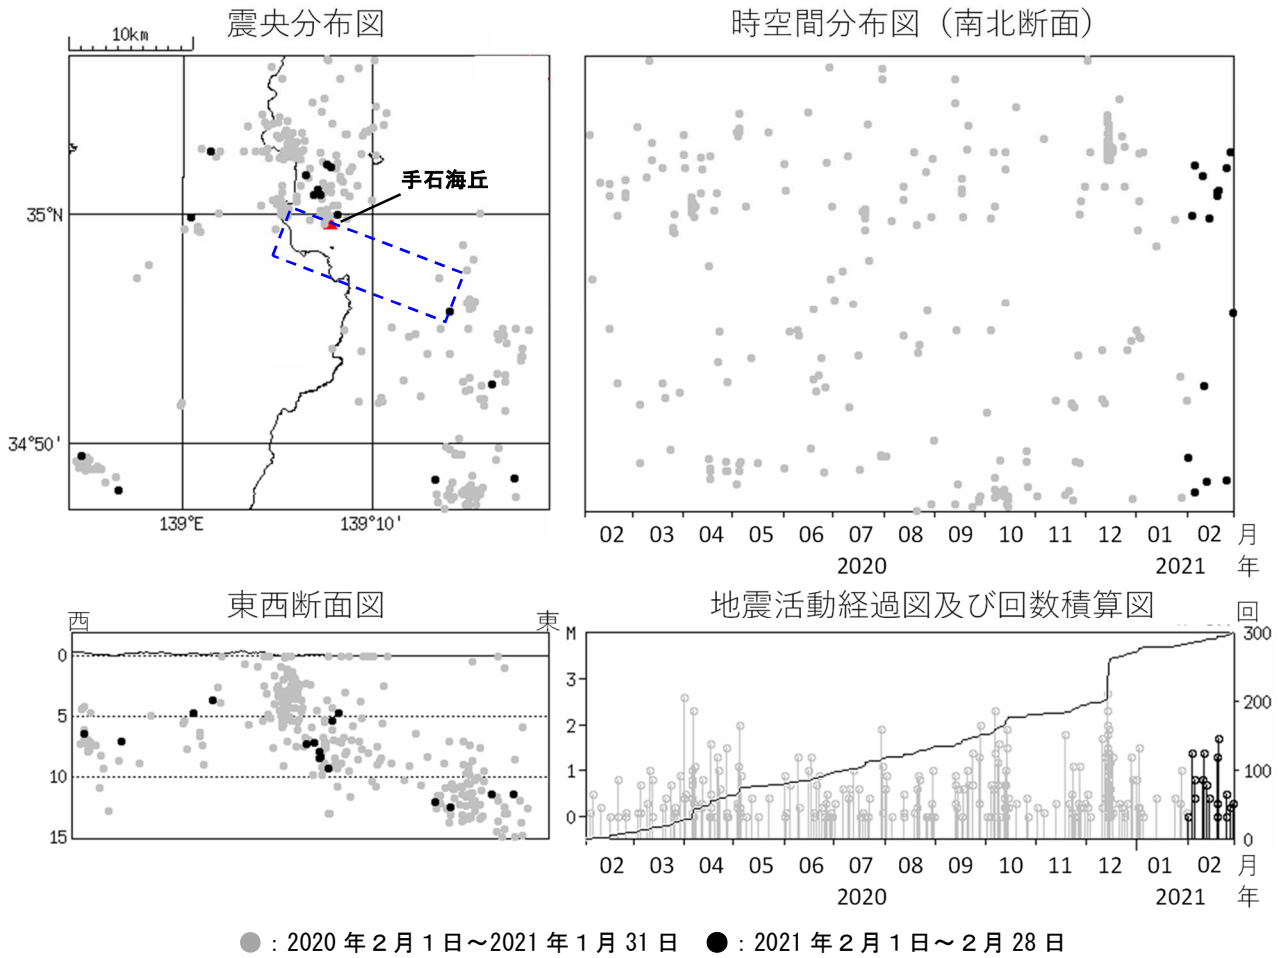 震央分布図
時空間分布図（南北断面）
10km
手石海丘
35°N
34°50'
139°E 139°10'
02 03 04 05 06 07 08 09 10 11 12 01 02 月
2020 2021 年
東西断面図
西 東
0
5
10
15
地震活動経過図及び回数積算図
M 回
3
2
1
0
300
200
100
0
02 03 04 05 06 07 08 09 10 11 12 01 02 月
2020 2021 年
：2020 年２月１日～2021 年１月 31 日 ：2021 年２月１日～２月 28 日